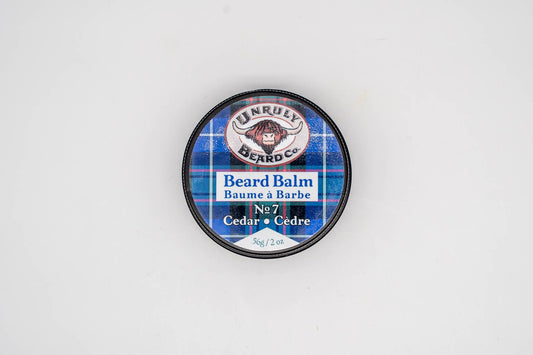 UNRULY
BEARD Co.
Beard Balm
Baume à Barbe
No 7
Cedar • Cèdre
56g / 2 oz